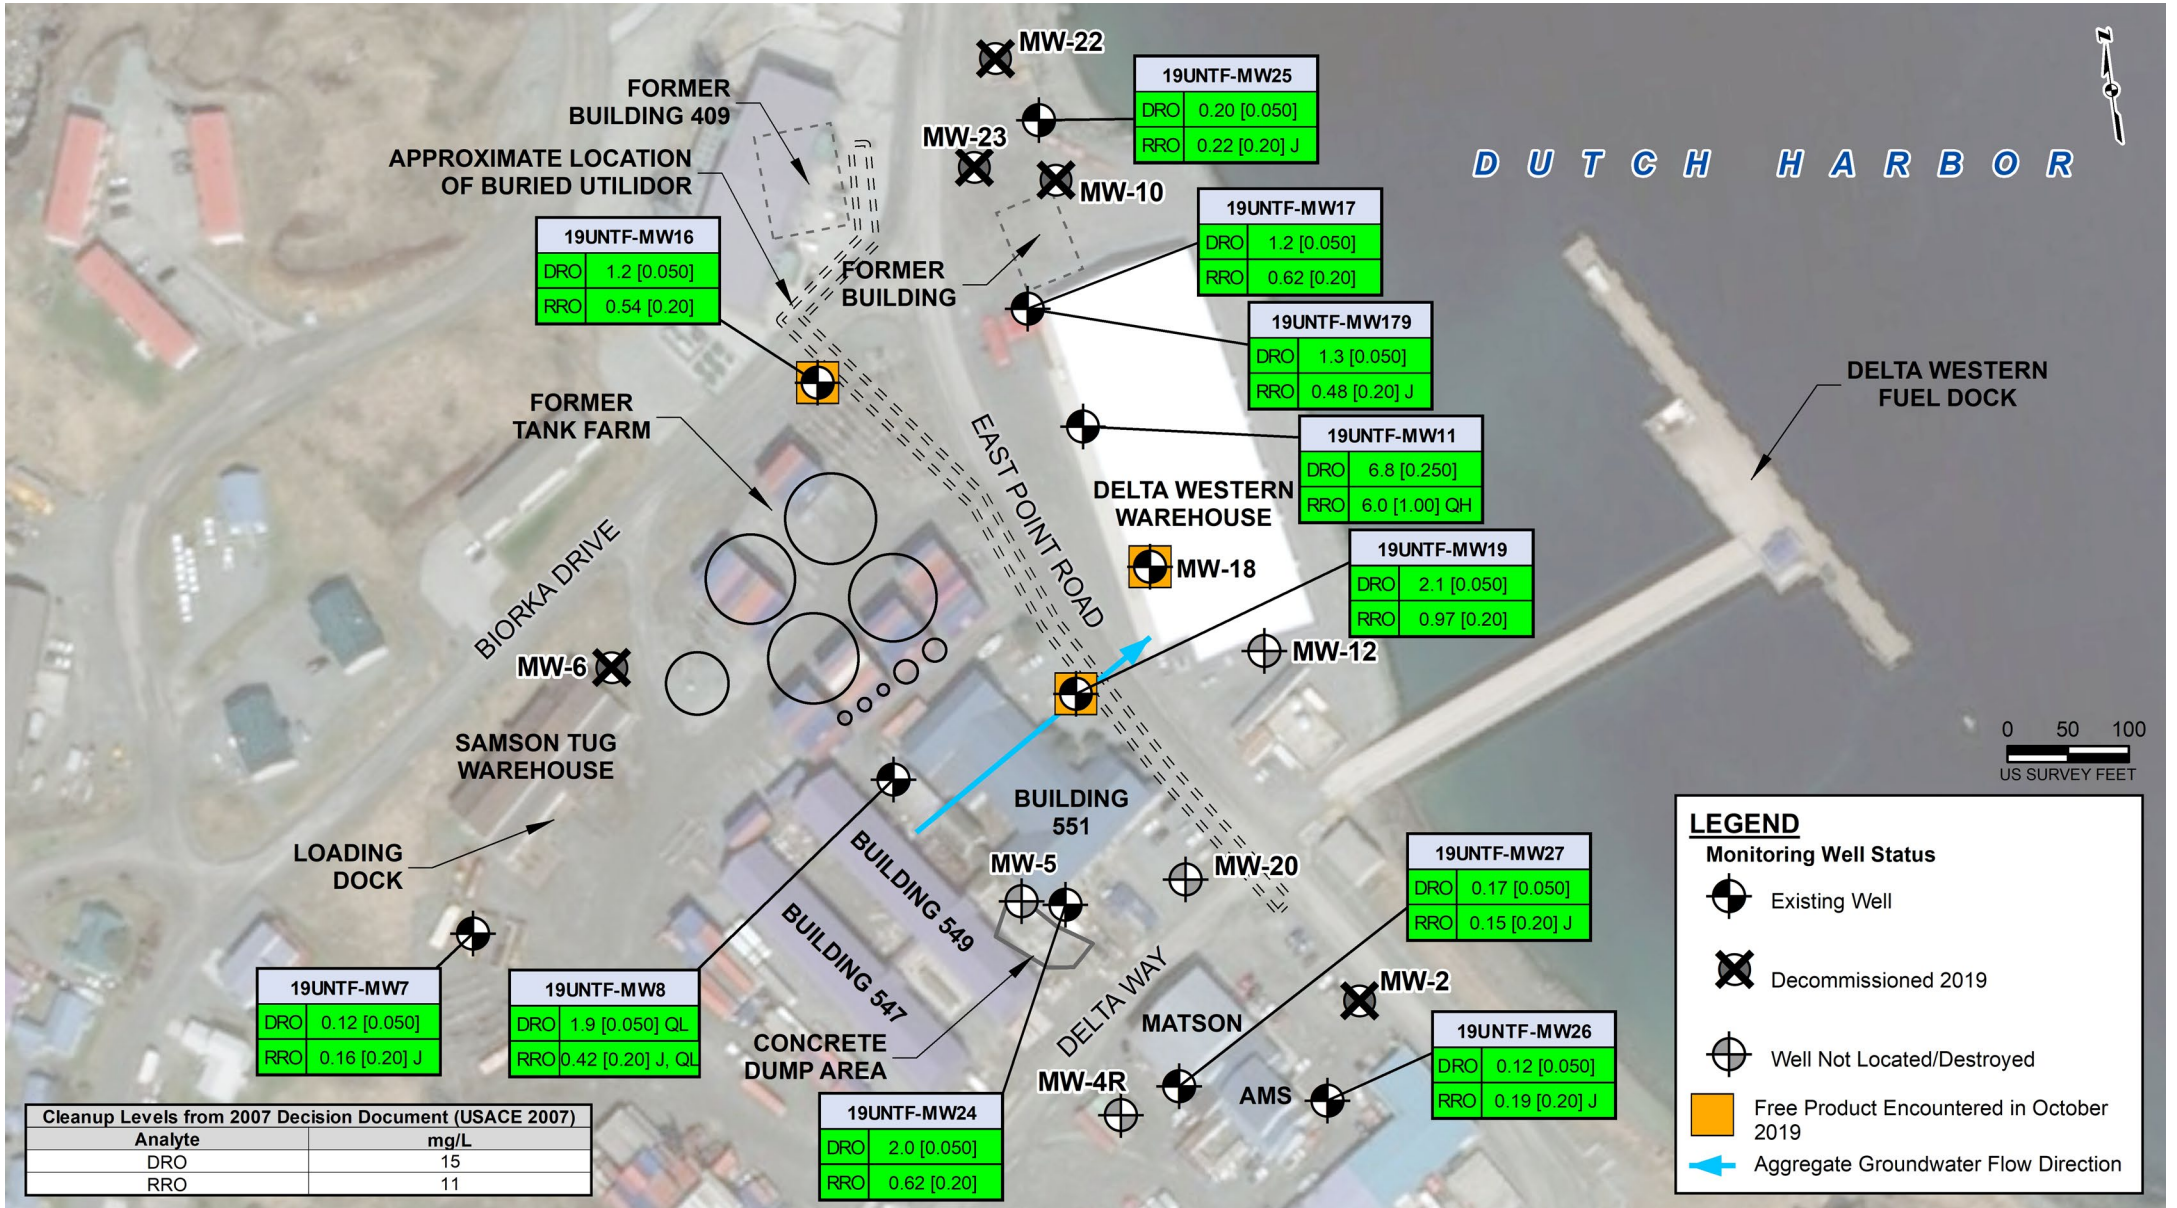 MW-22
19UNTF-MW25
DRO 0.20 [0.050]
RRO 0.22 [0.20] J
FORMER
BUILDING 409
MW-23
MW-10
APPROXIMATE LOCATION
OF BURIED UTILIDOR
DUTCH HARBOR
Z
19UNTF-MW17
DRO 1.2 [0.050]
RRO 0.62 [0.20]
19UNTF-MW16
DRO 1.2 [0.050]
RRO 0.54 [0.20]
FORMER
BUILDING
19UNTF-MW179
DRO 1.3 [0.050]
RRO 0.48 [0.20] J
DELTA WESTERN
FUEL DOCK
FORMER
TANK FARM
EAST POINT ROAD
19UNTF-MW11
DRO 6.8 [0.250]
RRO 6.0 [1.00] QH
DELTA WESTERN
WAREHOUSE
MW-18
BIORKA DRIVE
19UNTF-MW19
DRO 2.1 [0.050]
RRO 0.97 [0.20]
MW-12
MW-6
SAMSON TUG
WAREHOUSE
0 50 100
US SURVEY FEET
BUILDING
551
LOADING
DOCK
BUILDING 549
BUILDING 547
MW-5
MW-20
19UNTF-MW27
DRO 0.17 [0.050]
RRO 0.15 [0.20] J
DELTA WAY
MW-2
MATSON
19UNTF-MW7
DRO 0.12 [0.050]
RRO 0.16 [0.20] J
19UNTF-MW8
DRO 1.9 [0.050] QL
RRO 0.42 [0.20] J, QL
CONCRETE
DUMP AREA
MW-4R
AMS
19UNTF-MW26
DRO 0.12 [0.050]
RRO 0.19 [0.20] J
19UNTF-MW24
DRO 2.0 [0.050]
RRO 0.62 [0.20]
Cleanup Levels from 2007 Decision Document (USACE 2007)
Analyte mg/L
DRO 15
RRO 11
LEGEND
Monitoring Well Status
Existing Well
Decommissioned 2019
Well Not Located/Destroyed
Free Product Encountered in October
2019
Aggregate Groundwater Flow Direction